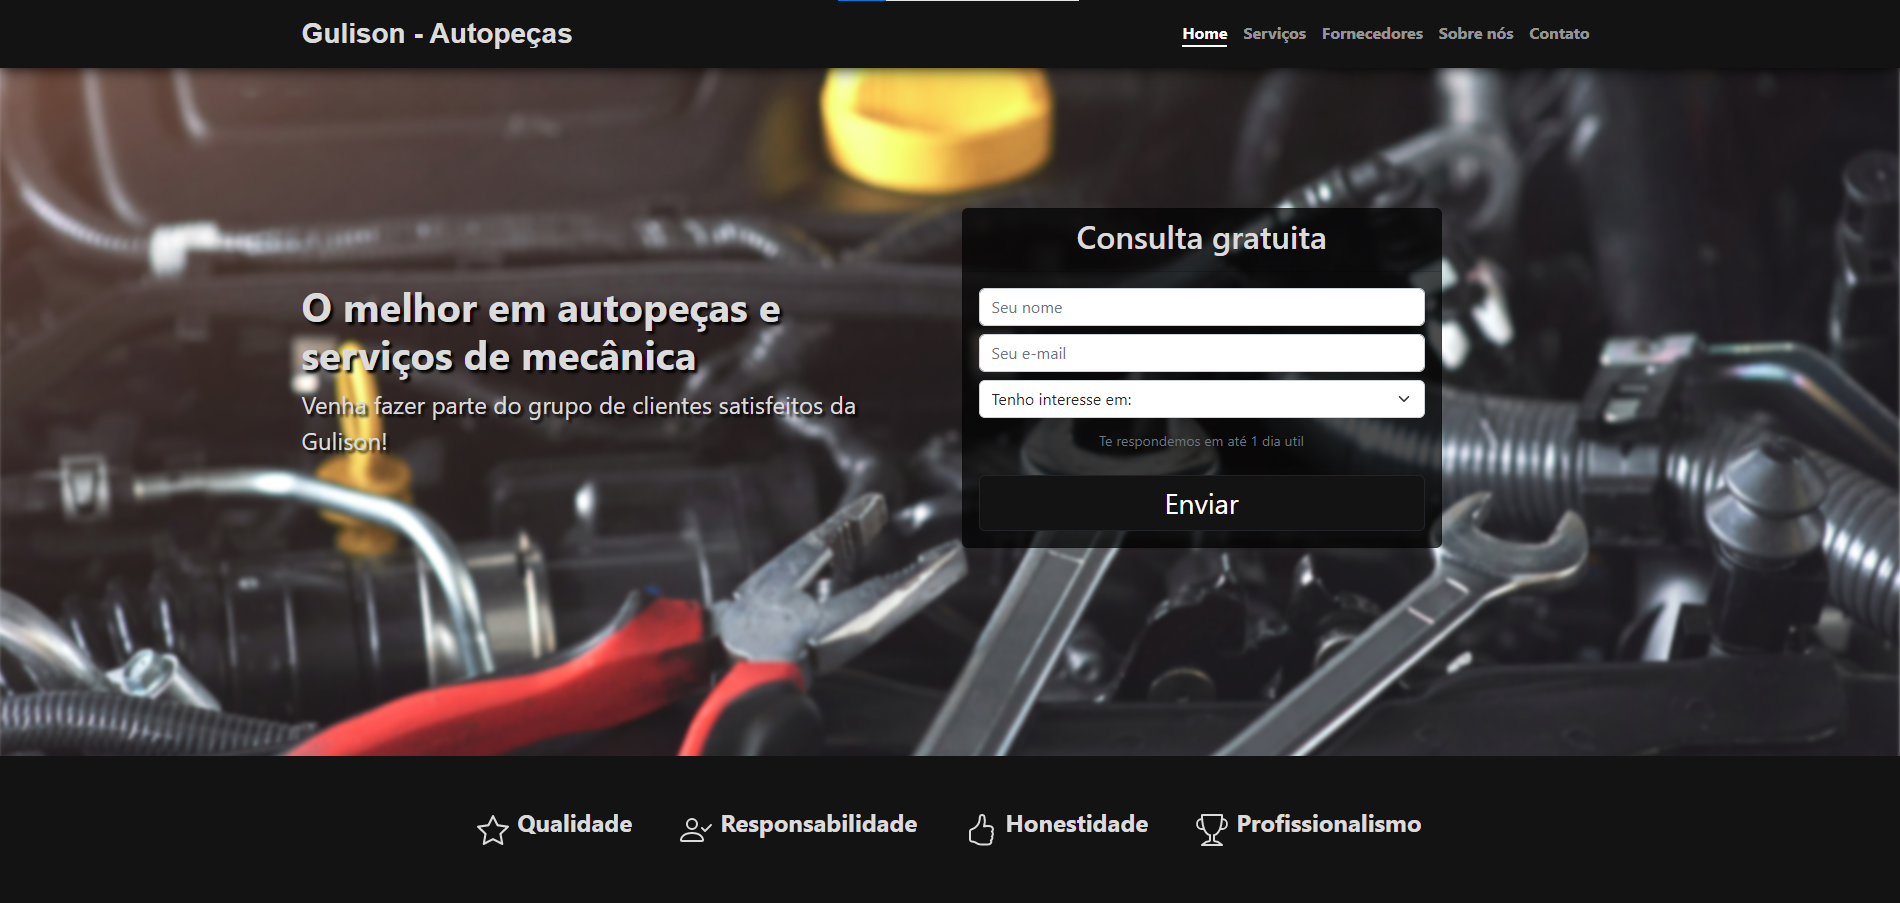 Gulison - Autopeças
Home Serviços Fornecedores Sobre nós Contato
O melhor em autopeças e
serviços de mecânica
Venha fazer parte do grupo de clientes satisfeitos da
Gulison!
Consulta gratuita
Seu nome
Seu e-mail
Tenho interesse em:
Te respondemos em até 1 dia util
Enviar
Qualidade
Responsabilidade
Honestidade
Profissionalismo